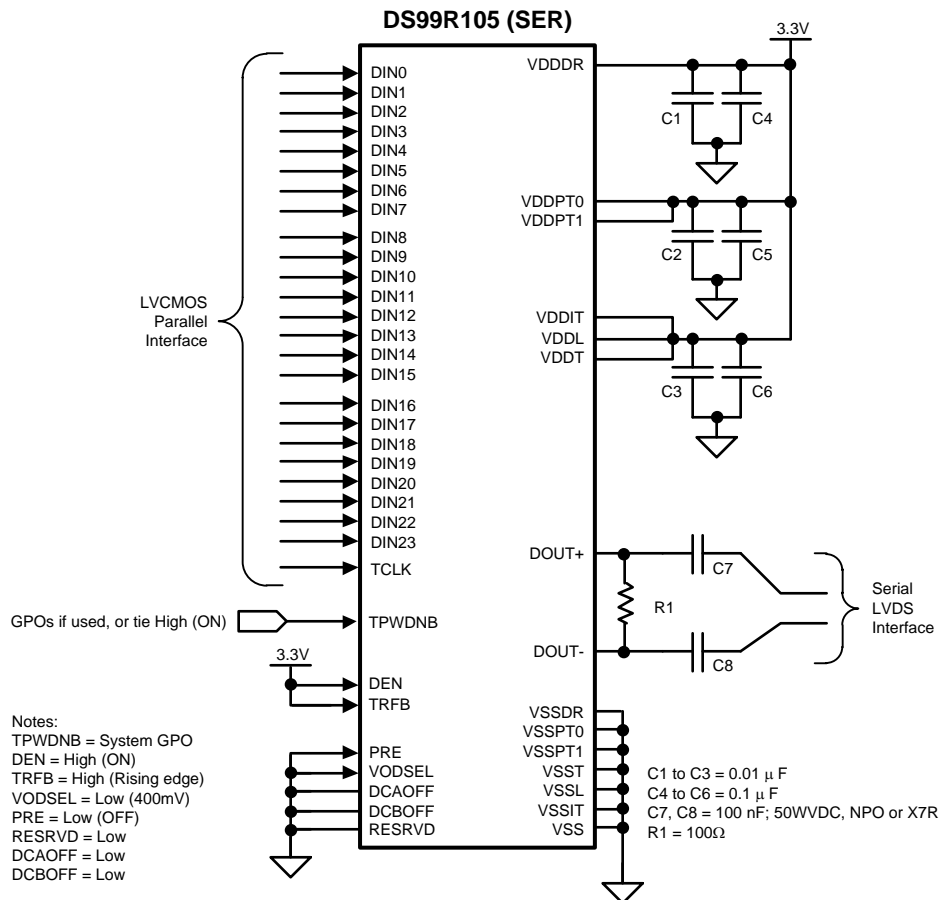 DS99R105 (SER)
3.3V
LVCMOS
Parallel
Interface
DIN0
DIN1
DIN2
DIN3
DIN4
DIN5
DIN6
DIN7
DIN8
DIN9
DIN10
DIN11
DIN12
DIN13
DIN14
DIN15
DIN16
DIN17
DIN18
DIN19
DIN20
DIN21
DIN22
DIN23
TCLK
GPOs if used, or tie High (ON)
TPWDNB
3.3V
DEN
TRFB
PRE
VODSEL
DCAOFF
DCBOFF
RESRVD
Notes:
TPWDNB = System GPO
DEN = High (ON)
TRFB = High (Rising edge)
VODSEL = Low (400mV)
PRE = Low (OFF)
RESRVD = Low
DCAOFF = Low
DCBOFF = Low
VDDDR
C1
C4
VDDPT0
VDDPT1
C2
C5
VDDIT
VDDL
VDDT
C3
C6
DOUT+
C7
R1
DOUT-
C8
Serial
LVDS
Interface
VSSDR
VSSPT0
VSSPT1
VSST
VSSL
VSSIT
VSS
C1 to C3 = 0.01 μ F
C4 to C6 = 0.1 μ F
C7, C8 = 100 nF; 50WVDC, NPO or X7R
R1 = 100Ω